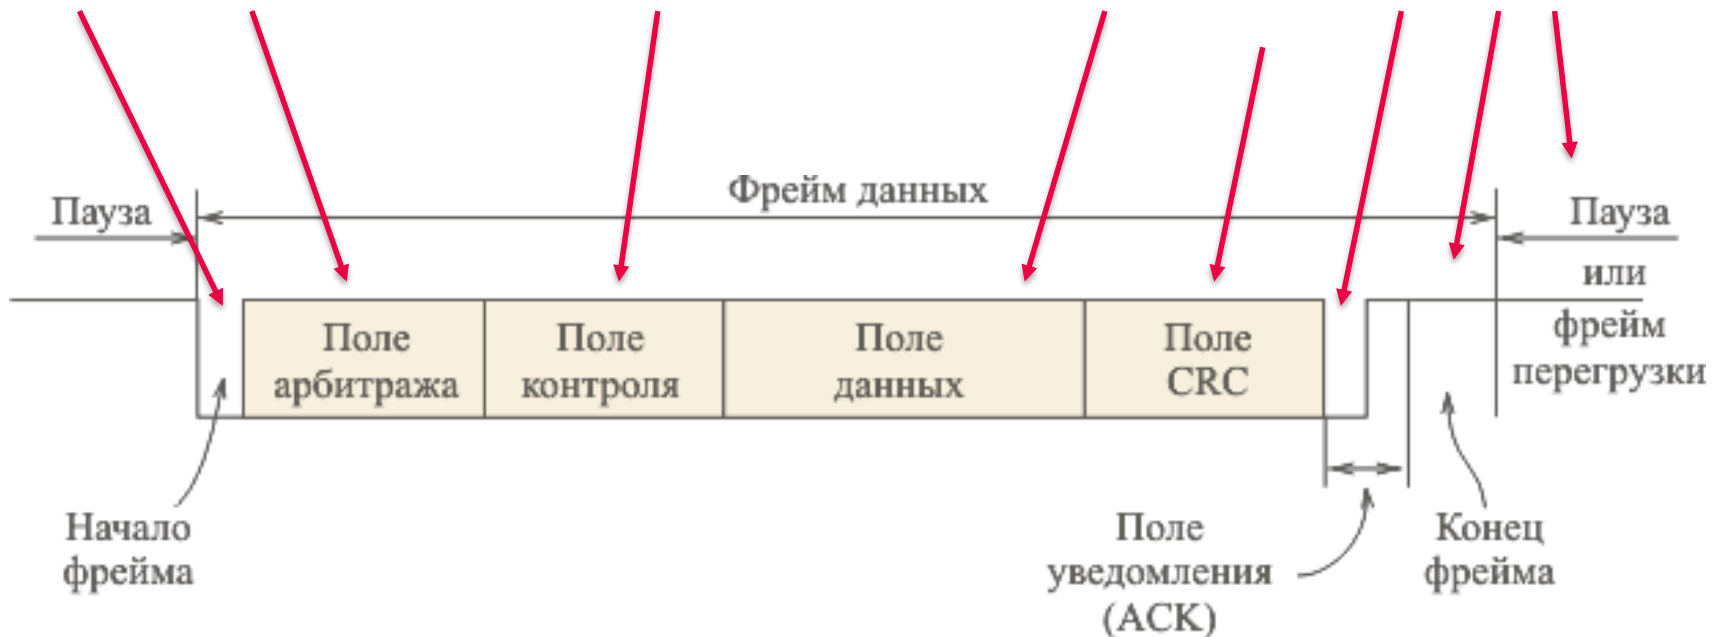 Фрейм данных
Пауза
Пауза
или
фрейм
перегрузки
Поле
арбитража
Поле
контроля
Поле
данных
Поле
CRC
Начало
фрейма
Поле
уведомления
(ACK)
Конец
фрейма